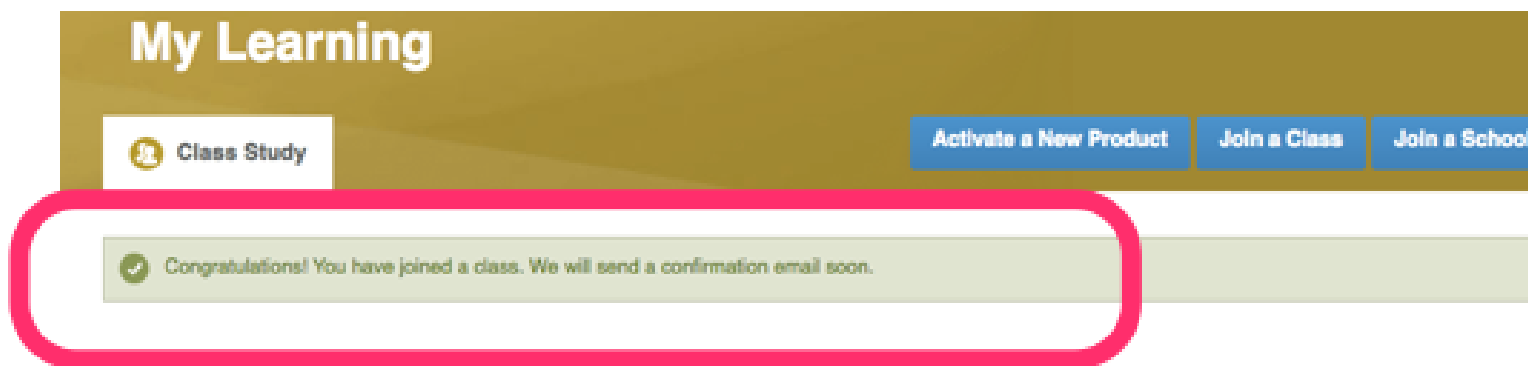 My Learning
Class Study
Activate a New Product
Join a Class
Join a School
Congratulations! You have joined a class. We will send a confirmation email soon.